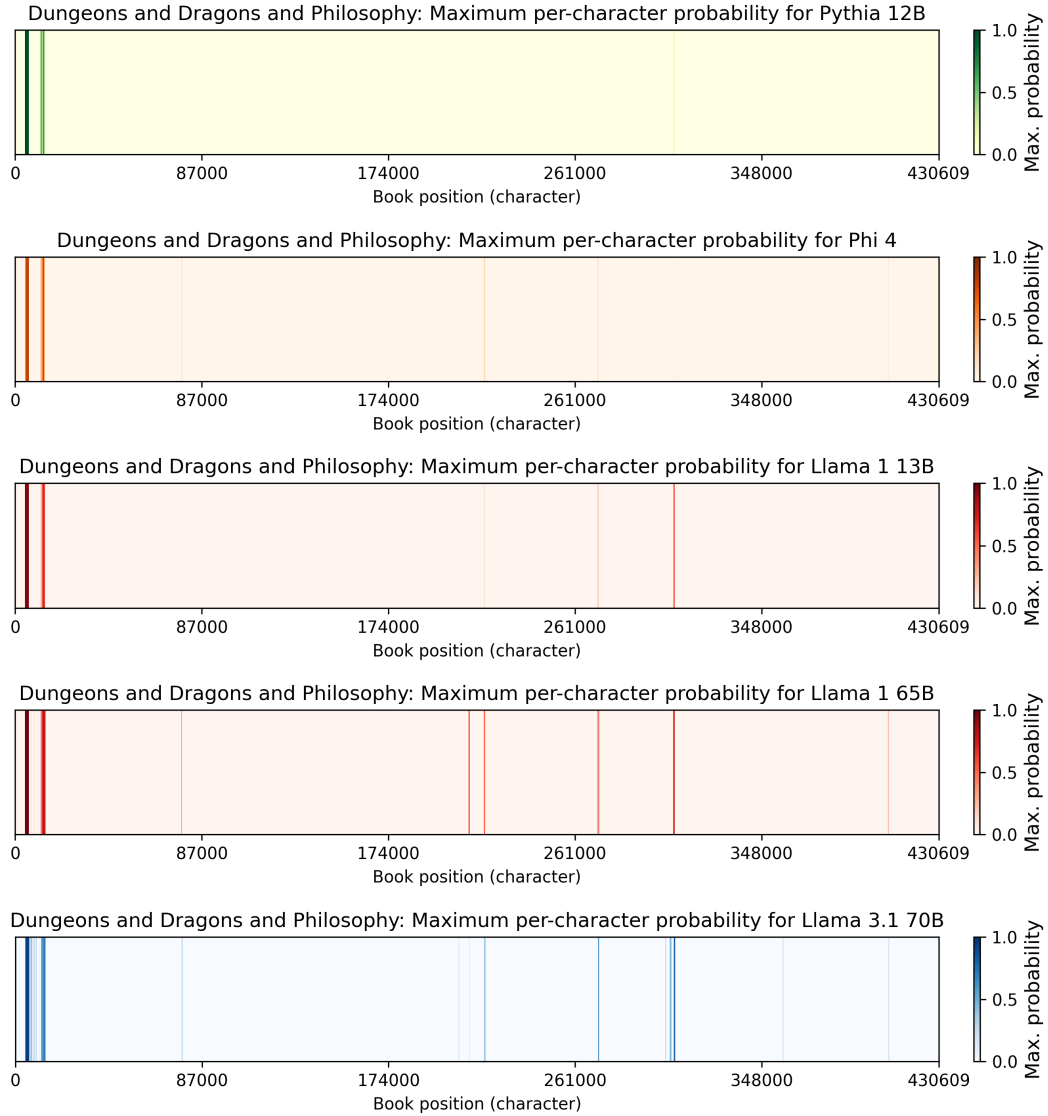 Dungeons and Dragons and Philosophy: Maximum per-character probability for Pythia 12B
1.0
0.5
0.0
Max. probability
0 87000 174000 261000 348000 430609
Book position (character)
Dungeons and Dragons and Philosophy: Maximum per-character probability for Phi 4
1.0
0.5
0.0
Max. probability
0 87000 174000 261000 348000 430609
Book position (character)
Dungeons and Dragons and Philosophy: Maximum per-character probability for Llama 1 13B
1.0
0.5
0.0
Max. probability
0 87000 174000 261000 348000 430609
Book position (character)
Dungeons and Dragons and Philosophy: Maximum per-character probability for Llama 1 65B
1.0
0.5
0.0
Max. probability
0 87000 174000 261000 348000 430609
Book position (character)
Dungeons and Dragons and Philosophy: Maximum per-character probability for Llama 3.1 70B
1.0
0.5
0.0
Max. probability
0 87000 174000 261000 348000 430609
Book position (character)